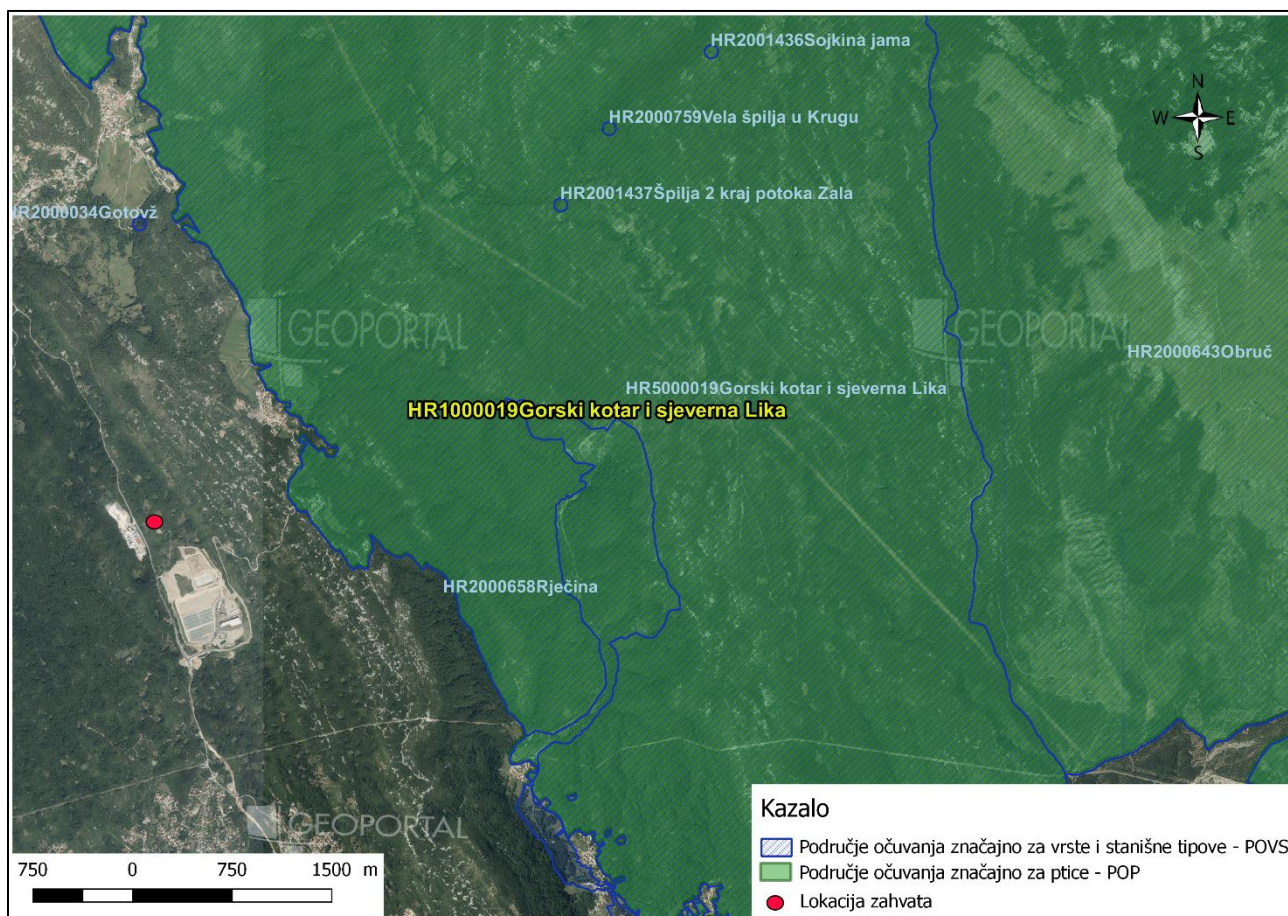 HR2001436Sojkina jama
N
HR2000759Vela špilja u Krugu
W E
S
HR2001437Špilja 2 kraj potoka Zala
HR2000034Gotovž
GEOPORTAL
GEOPORTAL
HR2000643Obruč
HR5000019Gorski kotar i sjeverna Lika
HR1000019Gorski kotar i sjeverna Lika
HR2000658Rječina
GEOPORTAL
Kazalo
Područje očuvanja značajno za vrste i stanišne tipove - POVS
Područje očuvanja značajno za ptice - POP
Lokacija zahvata
750 0 750 1500 m